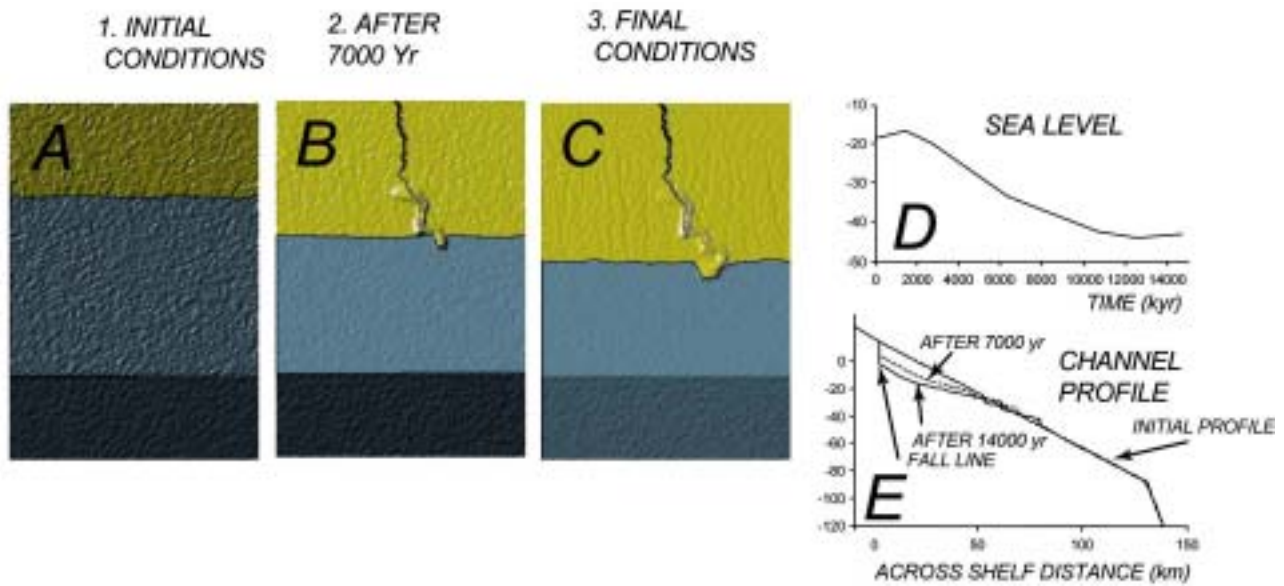 1. INITIAL
CONDITIONS
2. AFTER
7000 Yr
3. FINAL
CONDITIONS
A
B
C
-10
-20
-30
-40
-50
SEA LEVEL
D
0 2000 4000 6000 8000 10000 12000 14000
TIME (kyr)
0
-20
-40
-60
-80
-100
-120
AFTER 7000 yr
CHANNEL
PROFILE
INITIAL PROFILE
AFTER 14000 yr
FALL LINE
E
0 50 100 150
ACROSS SHELF DISTANCE (km)